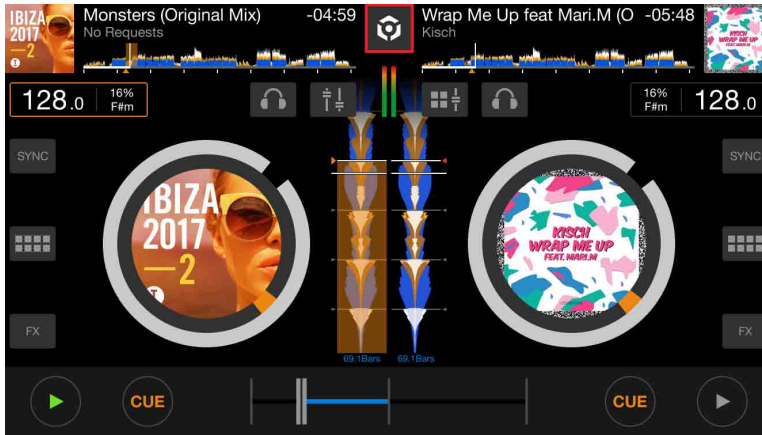 IBIZA
2017
—2
Monsters (Original Mix) -04:59
No Requests
Wrap Me Up feat Mari.M (O -05:48
Kisch
KISCH
WRAP ME UP
FEAT. MARI.M
128.0
16%
F#m
16%
F#m
128.0
SYNC
SYNC
IBIZA
2017
—2
KISCH
WRAP ME UP
FEAT. MARI.M
FX
FX
69.1Bars
69.1Bars
CUE
CUE